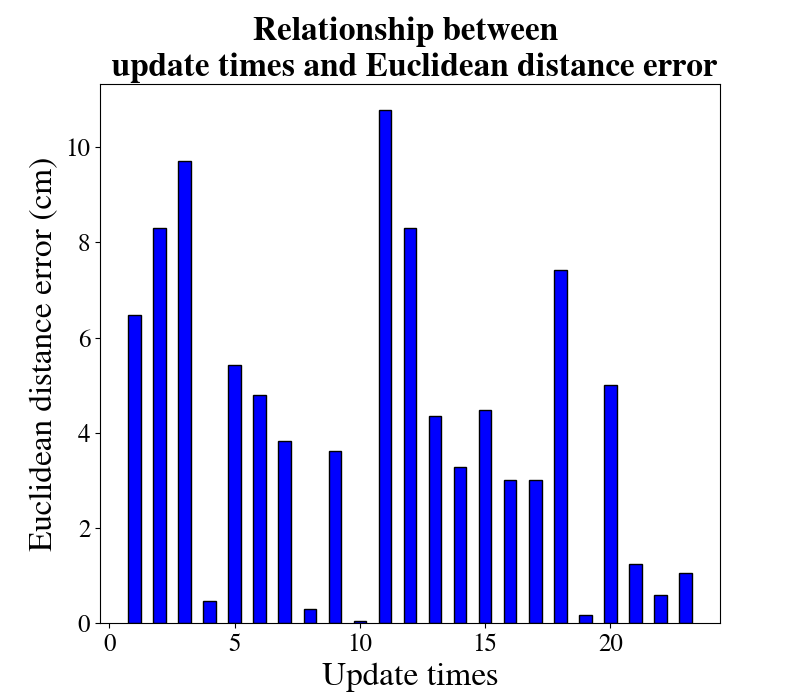 Relationship between
update times and Euclidean distance error
Euclidean distance error (cm)
10
8
6
4
2
0
0 5 10 15 20
Update times